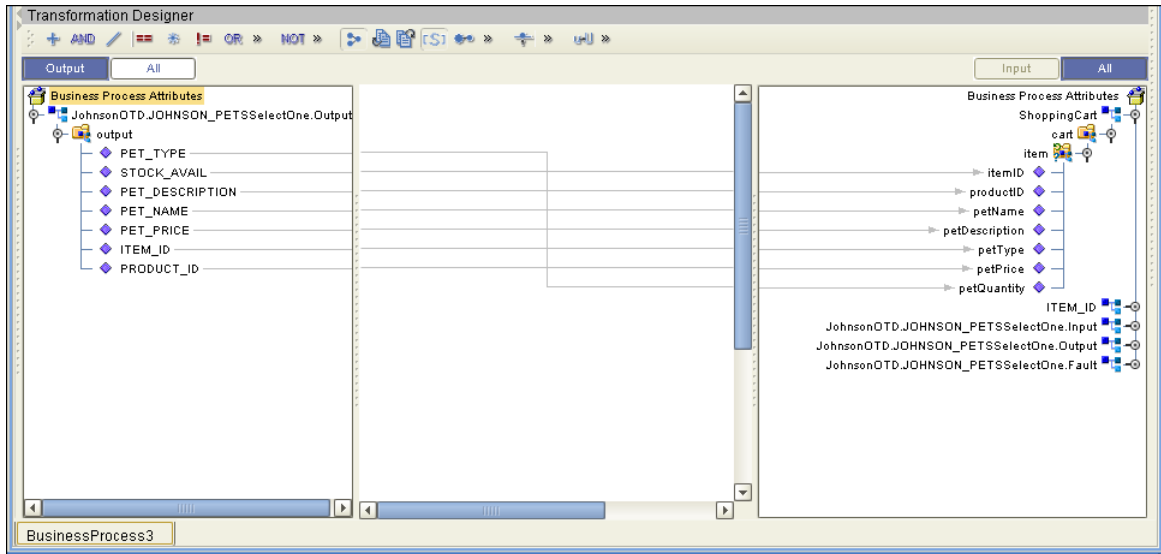 Transformation Designer
AND == != OR » NOT » [S] » » »
Output All Input All
Business Process Attributes
JohnsonOTD.JOHNSON_PETSSelectOne.Output
output
PET_TYPE
STOCK_AVAIL
PET_DESCRIPTION
PET_NAME
PET_PRICE
ITEM_ID
PRODUCT_ID
Business Process Attributes
ShoppingCart
cart
item
itemID
productID
petName
petDescription
petType
petPrice
petQuantity
ITEM_ID
JohnsonOTD.JOHNSON_PETSSelectOne.Input
JohnsonOTD.JOHNSON_PETSSelectOne.Output
JohnsonOTD.JOHNSON_PETSSelectOne.Fault
BusinessProcess3